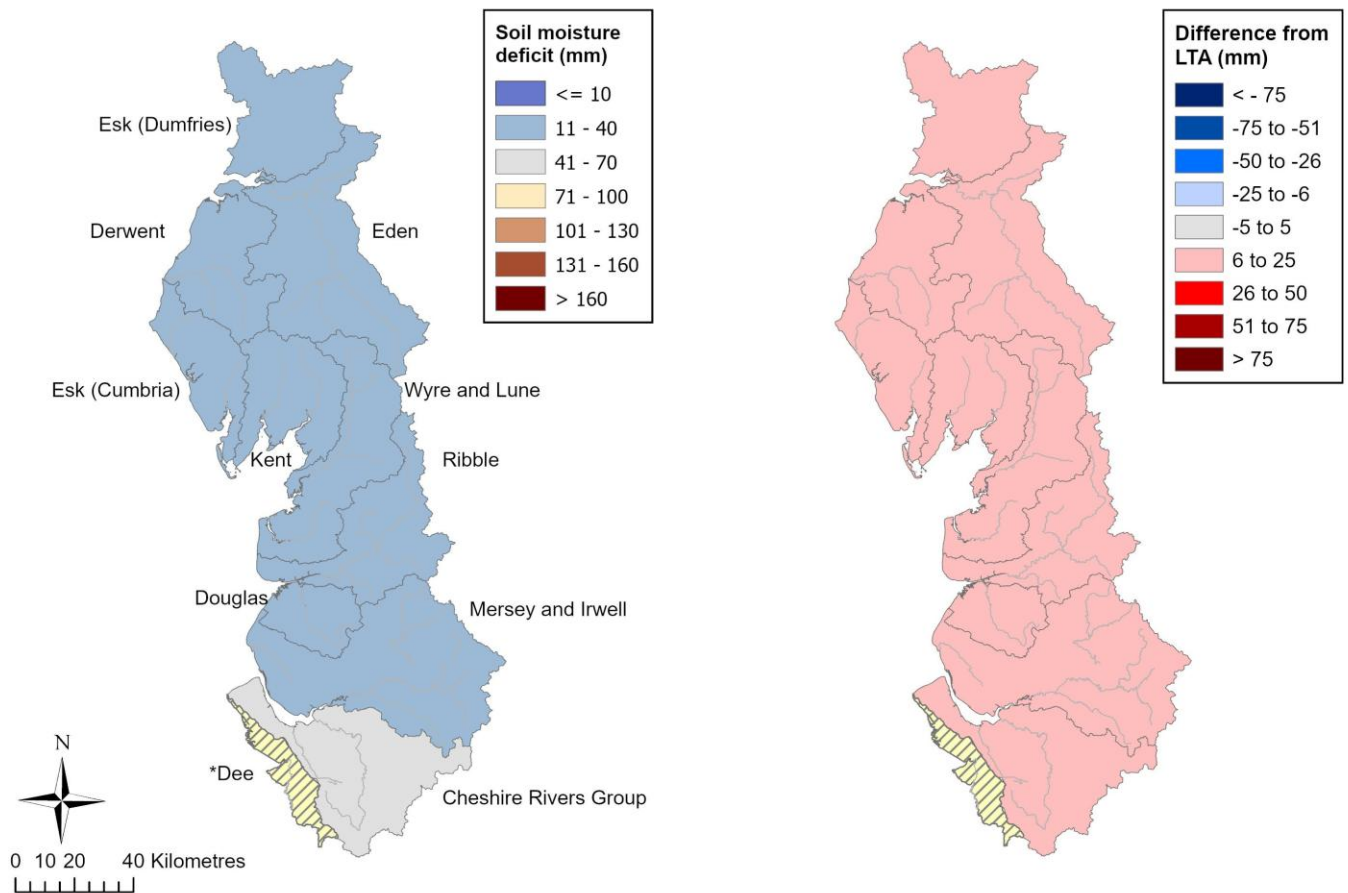 Soil moisture
deficit (mm)
<= 10
11 - 40
41 - 70
71 - 100
101 - 130
131 - 160
> 160
Esk (Dumfries)
Derwent
Eden
Esk (Cumbria)
Wyre and Lune
Kent
Ribble
Douglas
Mersey and Irwell
*Dee
Cheshire Rivers Group
N
0 10 20 40 Kilometres
Difference from
LTA (mm)
< - 75
-75 to -51
-50 to -26
-25 to -6
-5 to 5
6 to 25
26 to 50
51 to 75
> 75